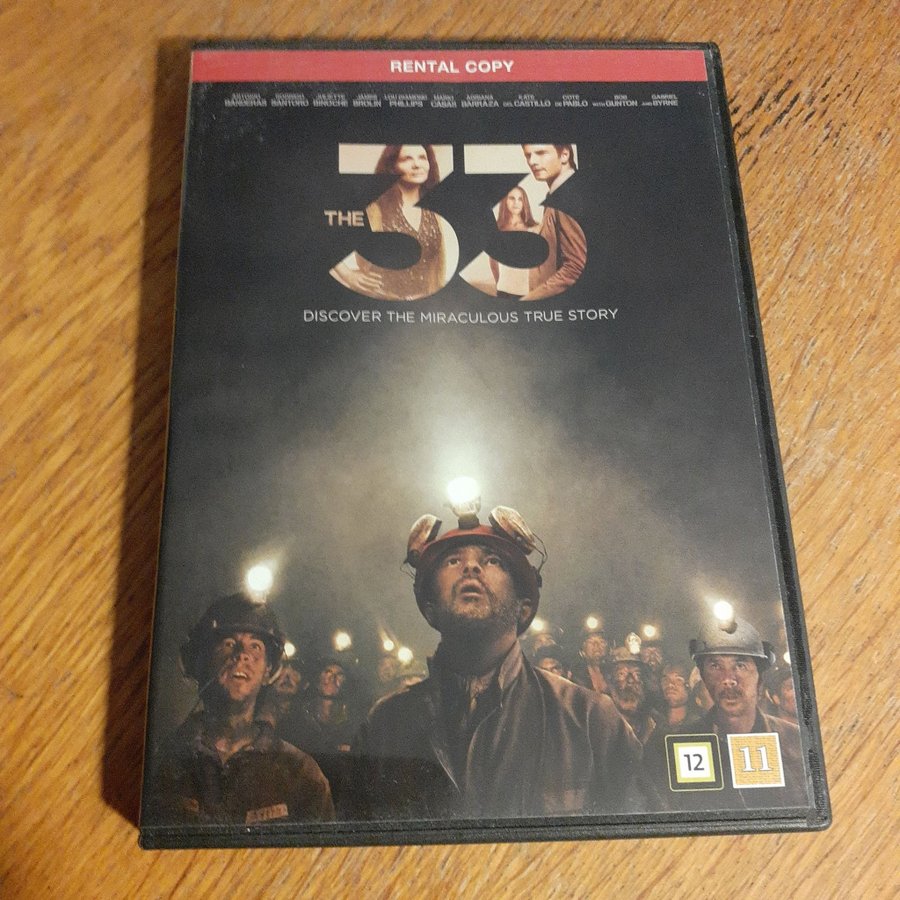 RENTAL COPY
ANTONIO BANDERAS RODRIGO SANTORO JULIETTE BINOCHE JAMES BROLIN LOU DIAMOND PHILLIPS MARIO CASAS ADRIANA BARRAZA KATE DEL CASTILLO COTE DE PABLO WITH BOB GUNTON AND GABRIEL BYRNE
THE 33
DISCOVER THE MIRACULOUS TRUE STORY
12 11